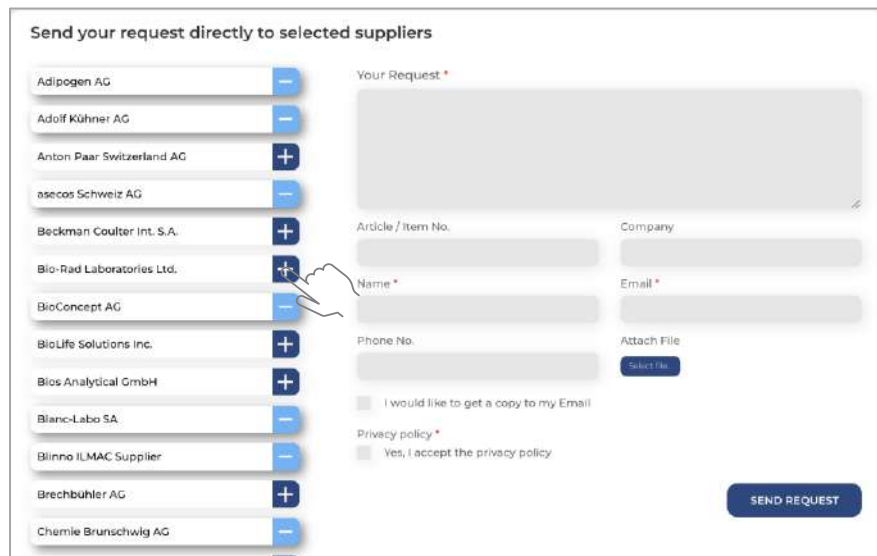 Send your request directly to selected suppliers
Adipogen AG
Adolf Kühner AG
Anton Paar Switzerland AG
asecos Schweiz AG
Beckman Coulter Int. S.A.
Bio-Rad Laboratories Ltd.
BioConcept AG
BioLife Solutions Inc.
Bios Analytical GmbH
Blanc-Labo SA
Blinno ILMAC Supplier
Brechbühler AG
Chemie Brunschwig AG
Your Request *
Article / Item No.
Company
Name *
Email *
Phone No.
Attach File
Select file
I would like to get a copy to my Email
Privacy policy *
Yes, I accept the privacy policy
SEND REQUEST